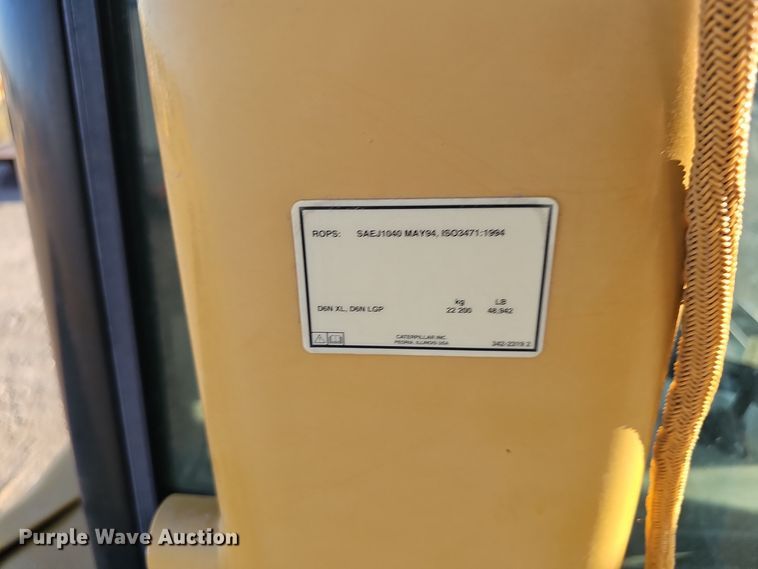 ROPS: SAEJ1040 MAY94, ISO3471:1994
kg LB
D6N XL, D6N LGP 22 200 48,942
CATERPILLAR INC.
PEORIA, ILLINOIS USA
342-2319 2
Purple Wave Auction®